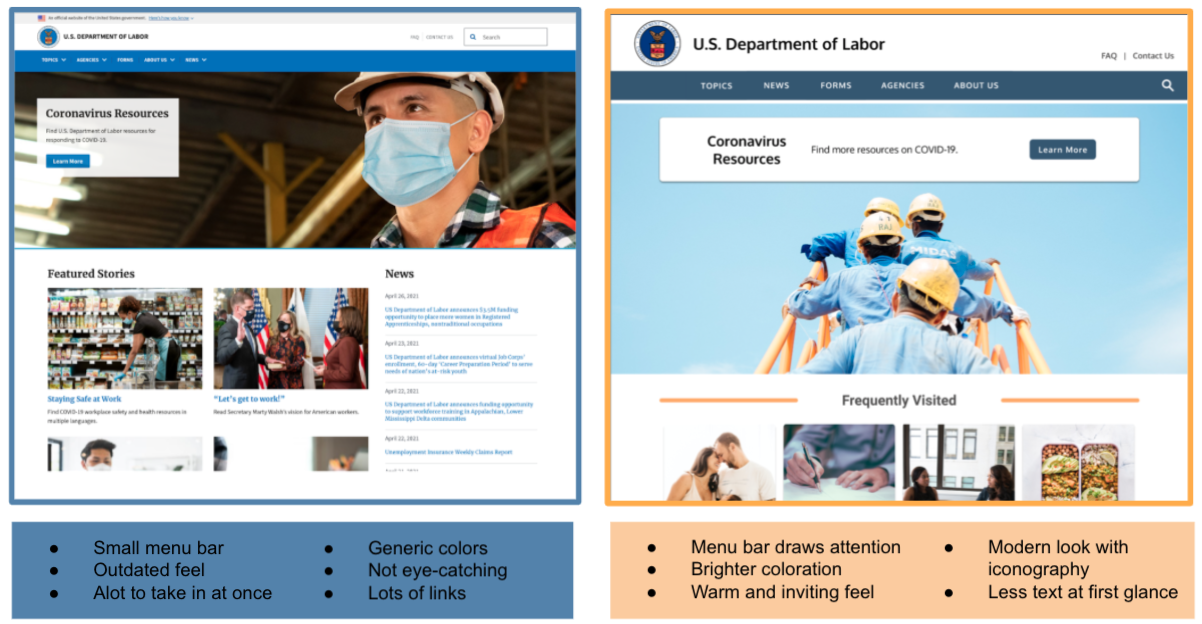 An official website of the United States government. Here's how you know
U.S. DEPARTMENT OF LABOR
FAQ CONTACT US
Search
TOPICS AGENCIES FORMS ABOUT US NEWS
Coronavirus Resources
Find U.S. Department of Labor resources for
responding to COVID-19.
Learn More
Featured Stories
Staying Safe at Work
Find COVID-19 workplace safety and health resources in
multiple languages.
"Let's get to work!"
Read Secretary Marty Walsh's vision for American workers.
News
April 26, 2021
US Department of Labor announces $3.5M funding
opportunity to place more women in Registered
Apprenticeships, nontraditional occupations
April 23, 2021
US Department of Labor announces virtual Job Corps'
enrollment, 60-day 'Career Preparation Period' to serve
needs of nation's at-risk youth
April 22, 2021
US Department of Labor announces funding opportunity
to support workforce training in Appalachian, Lower
Mississippi Delta communities
April 22, 2021
Unemployment Insurance Weekly Claims Report
U.S. Department of Labor
FAQ | Contact Us
TOPICS NEWS FORMS AGENCIES ABOUT US
Coronavirus
Resources
Find more resources on COVID-19.
Learn More
MIDAS
Frequently Visited
● Small menu bar
● Outdated feel
● Alot to take in at once
● Generic colors
● Not eye-catching
● Lots of links
● Menu bar draws attention
● Brighter coloration
● Warm and inviting feel
● Modern look with
iconography
● Less text at first glance